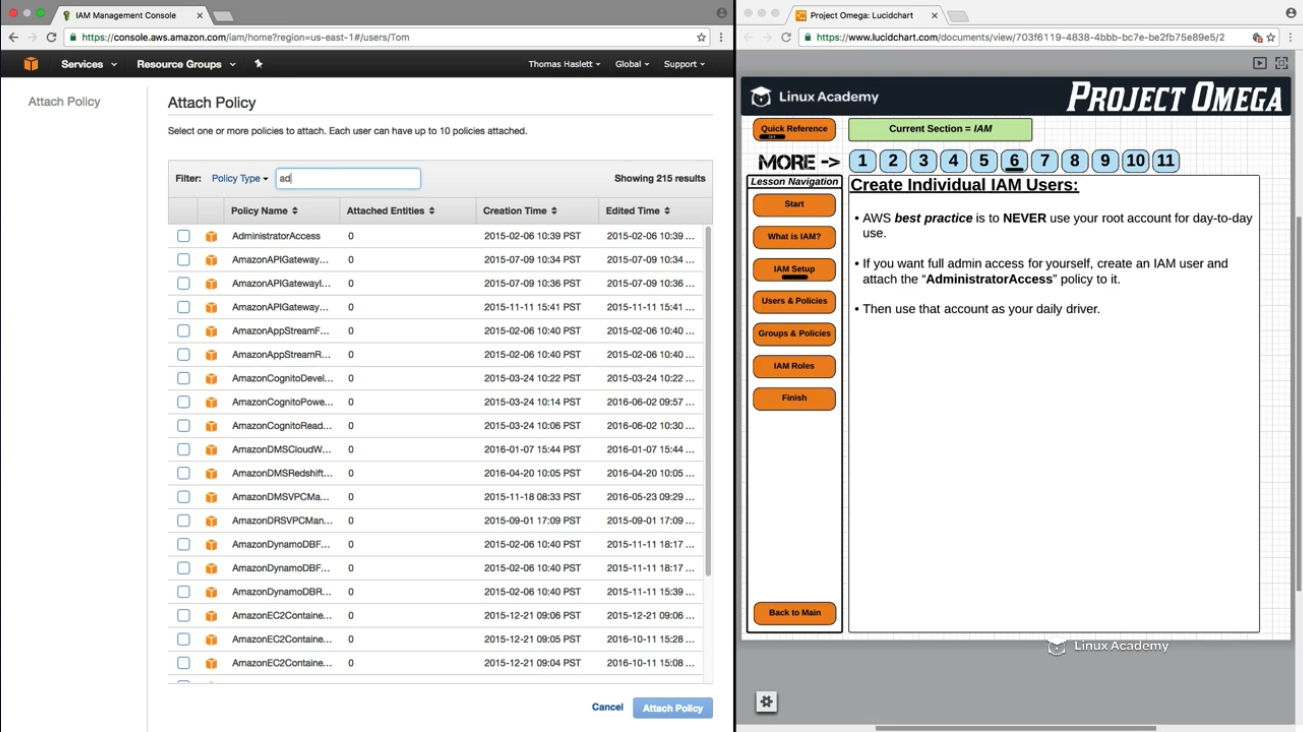 IAM Management Console
https://console.aws.amazon.com/iam/home?region=us-east-1#/users/Tom
Services
Resource Groups
Thomas Haslett
Global
Support
Attach Policy
Attach Policy
Select one or more policies to attach. Each user can have up to 10 policies attached.
Filter: Policy Type ad Showing 215 results
Policy Name Attached Entities Creation Time Edited Time
AdministratorAccess 0 2015-02-06 10:39 PST 2015-02-06 10:39 ...
AmazonAPIGateway... 0 2015-07-09 10:34 PST 2015-07-09 10:34 ...
AmazonAPIGatewayI... 0 2015-07-09 10:36 PST 2015-07-09 10:36 ...
AmazonAPIGateway... 0 2015-11-11 15:41 PST 2015-11-11 15:41 ...
AmazonAppStreamF... 0 2015-02-06 10:40 PST 2015-02-06 10:40 ...
AmazonAppStreamR... 0 2015-02-06 10:40 PST 2015-02-06 10:40 ...
AmazonCognitoDevel... 0 2015-03-24 10:22 PST 2015-03-24 10:22 ...
AmazonCognitoPowe... 0 2015-03-24 10:14 PST 2016-06-02 09:57 ...
AmazonCognitoRead... 0 2015-03-24 10:06 PST 2016-06-02 10:30 ...
AmazonDMSCloudW... 0 2016-01-07 15:44 PST 2016-01-07 15:44 ...
AmazonDMSRedshift... 0 2016-04-20 10:05 PST 2016-04-20 10:05 ...
AmazonDMSVPCMa... 0 2015-11-18 08:33 PST 2016-05-23 09:29 ...
AmazonDRSVPCMan... 0 2015-09-01 17:09 PST 2015-09-01 17:09 ...
AmazonDynamoDBF... 0 2015-02-06 10:40 PST 2015-11-11 18:17 ...
AmazonDynamoDBF... 0 2015-02-06 10:40 PST 2015-11-11 18:17 ...
AmazonDynamoDBR... 0 2015-02-06 10:40 PST 2015-11-11 15:39 ...
AmazonEC2Containe... 0 2015-12-21 09:06 PST 2015-12-21 09:06 ...
AmazonEC2Containe... 0 2015-12-21 09:05 PST 2016-10-11 15:28 ...
AmazonEC2Containe... 0 2015-12-21 09:04 PST 2016-10-11 15:08 ...
Cancel Attach Policy
Project Omega: Lucidchart
https://www.lucidchart.com/documents/view/703f6119-4838-4bbb-bc7e-be2fb75e89e5/2
Linux Academy
PROJECT OMEGA
Quick Reference
Current Section = IAM
MORE -> 1 2 3 4 5 6 7 8 9 10 11
Lesson Navigation
Start
What is IAM?
IAM Setup
Users & Policies
Groups & Policies
IAM Roles
Finish
Back to Main
Create Individual IAM Users:
• AWS best practice is to NEVER use your root account for day-to-day
use.
• If you want full admin access for yourself, create an IAM user and
attach the “AdministratorAccess” policy to it.
• Then use that account as your daily driver.
Linux Academy